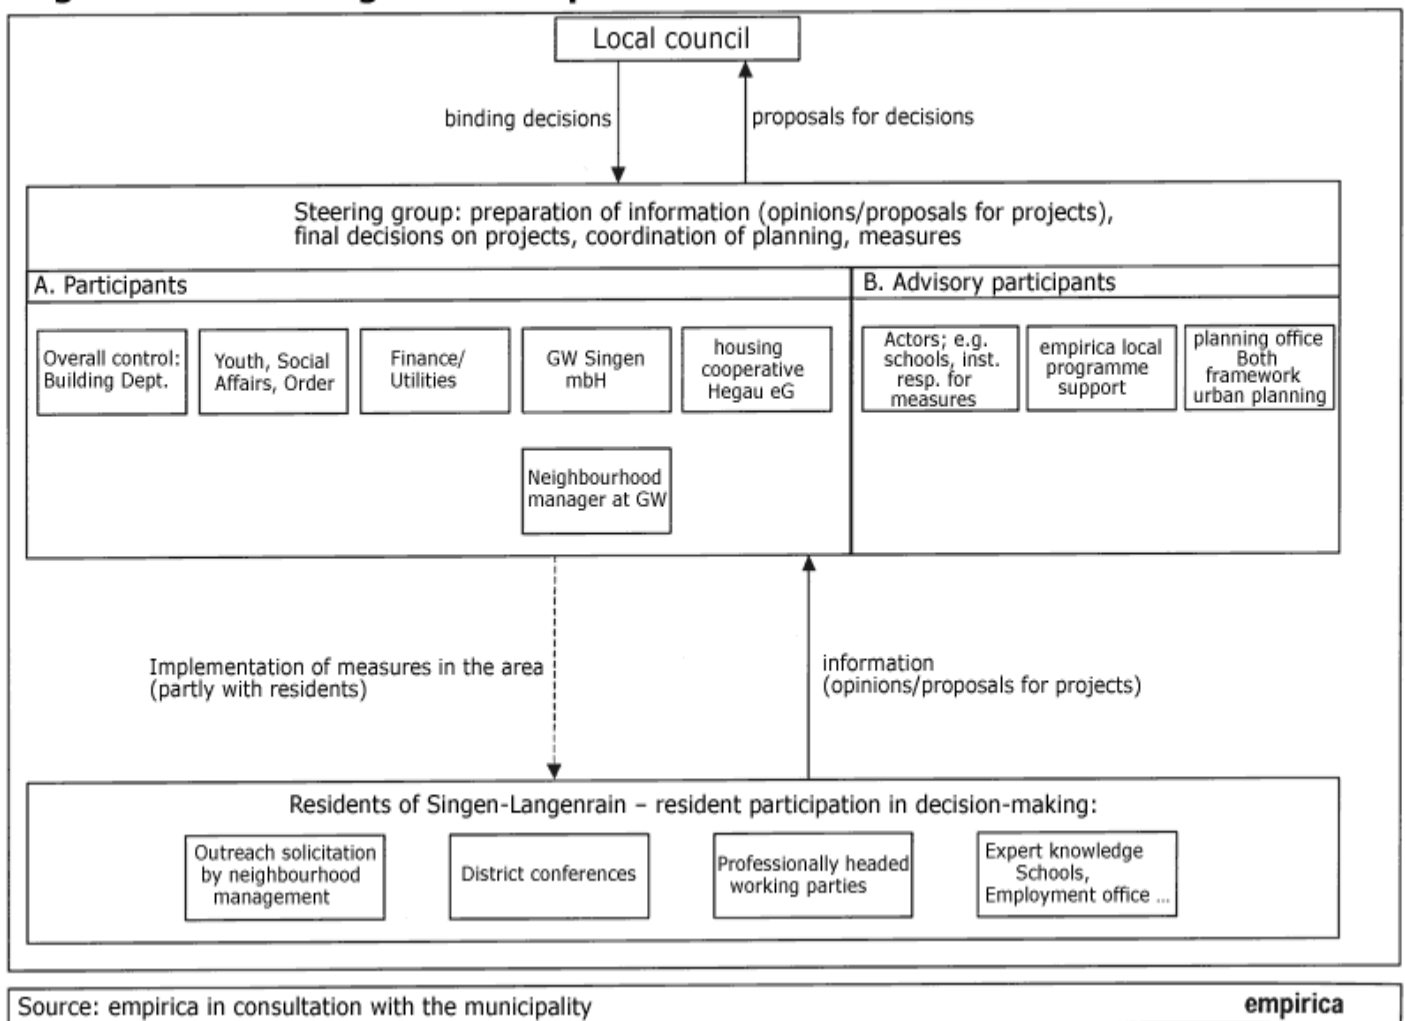 Local council
binding decisions
proposals for decisions
Steering group: preparation of information (opinions/proposals for projects),
final decisions on projects, coordination of planning, measures
A. Participants
B. Advisory participants
Overall control:
Building Dept.
Youth, Social
Affairs, Order
Finance/
Utilities
GW Singen
mbH
housing
cooperative
Hegau eG
Actors; e.g.
schools, inst.
resp. for
measures
empirica local
programme
support
planning office
Both
framework
urban planning
Neighbourhood
manager at GW
Implementation of measures in the area
(partly with residents)
information
(opinions/proposals for projects)
Residents of Singen-Langenrain – resident participation in decision-making:
Outreach solicitation
by neighbourhood
management
District conferences
Professionally headed
working parties
Expert knowledge
Schools,
Employment office ...
Source: empirica in consultation with the municipality
empirica